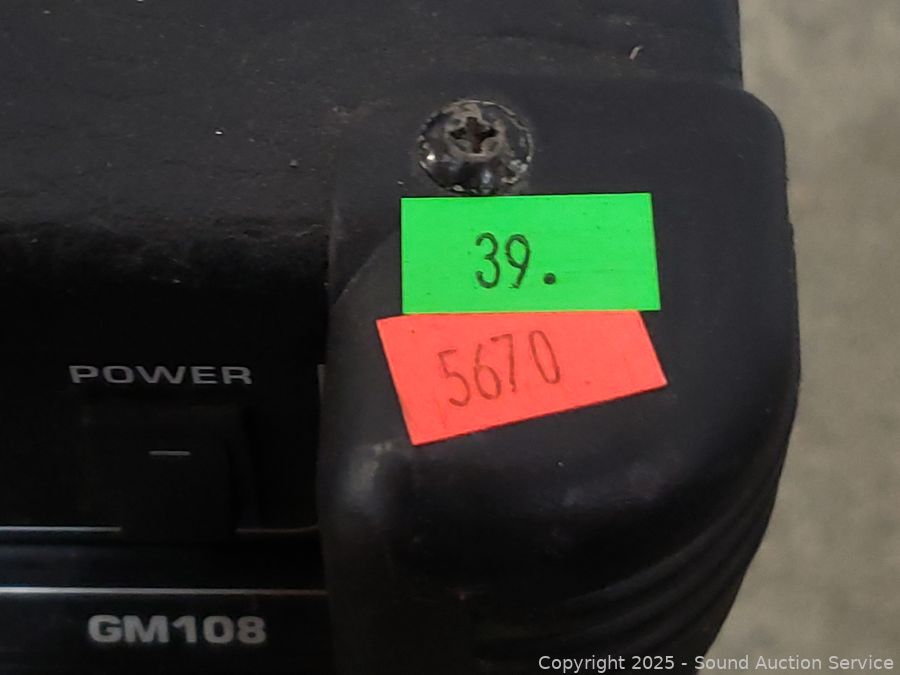 39.
5670
POWER
GM108
Copyright © 2025 - Sound Auction Service